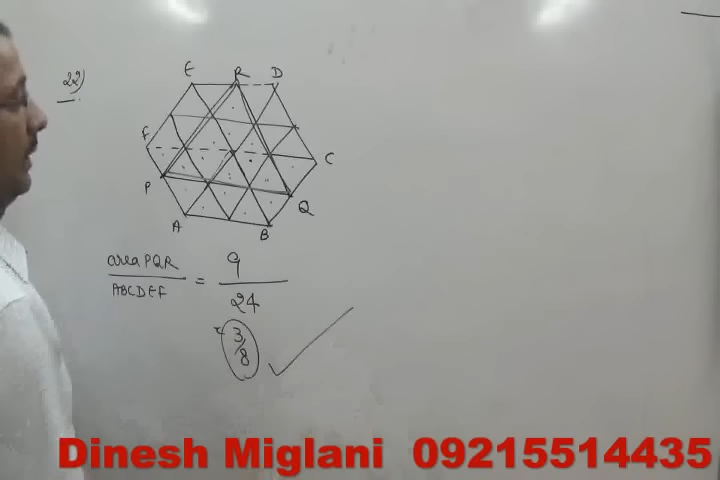 22)
E R D
F C
P Q
A B
area PQR
ABCDEF
= 9
24
= 3/8
Dinesh Miglani 09215514435